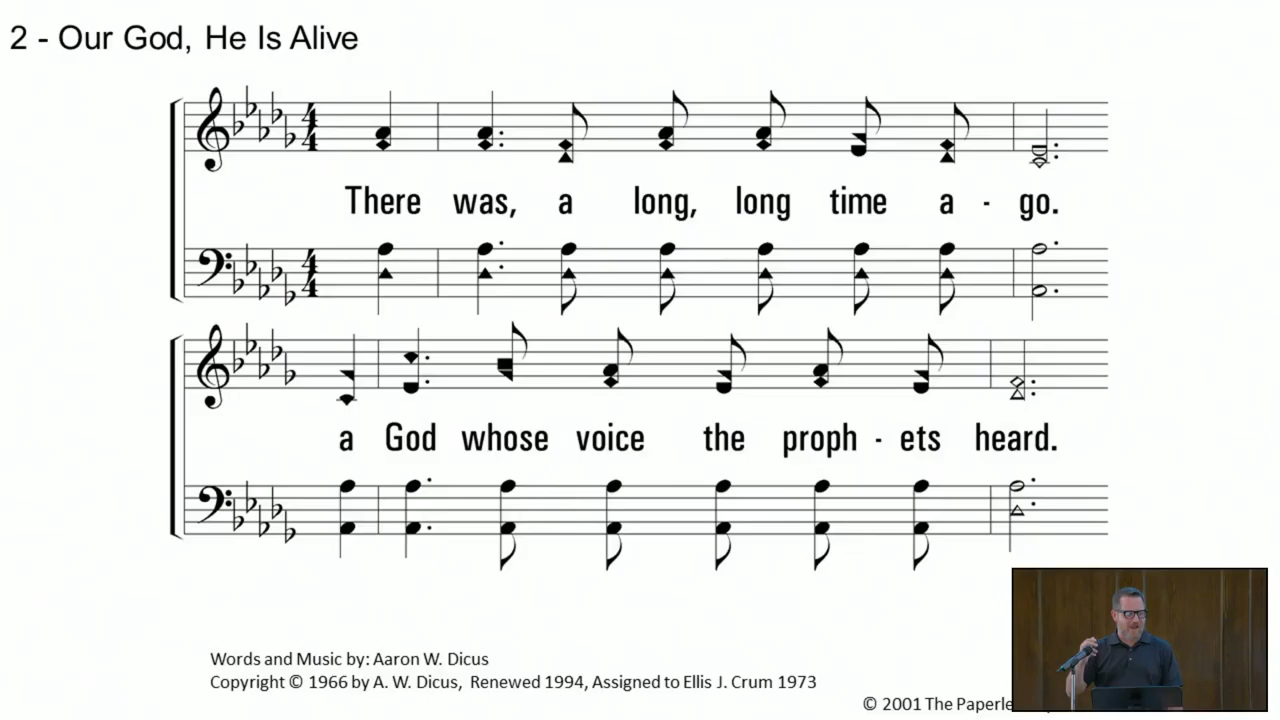 2 - Our God, He Is Alive
There was, a long, long time a - go.
a God whose voice the proph - ets heard.
Words and Music by: Aaron W. Dicus
Copyright © 1966 by A. W. Dicus, Renewed 1994, Assigned to Ellis J. Crum 1973
© 2001 The